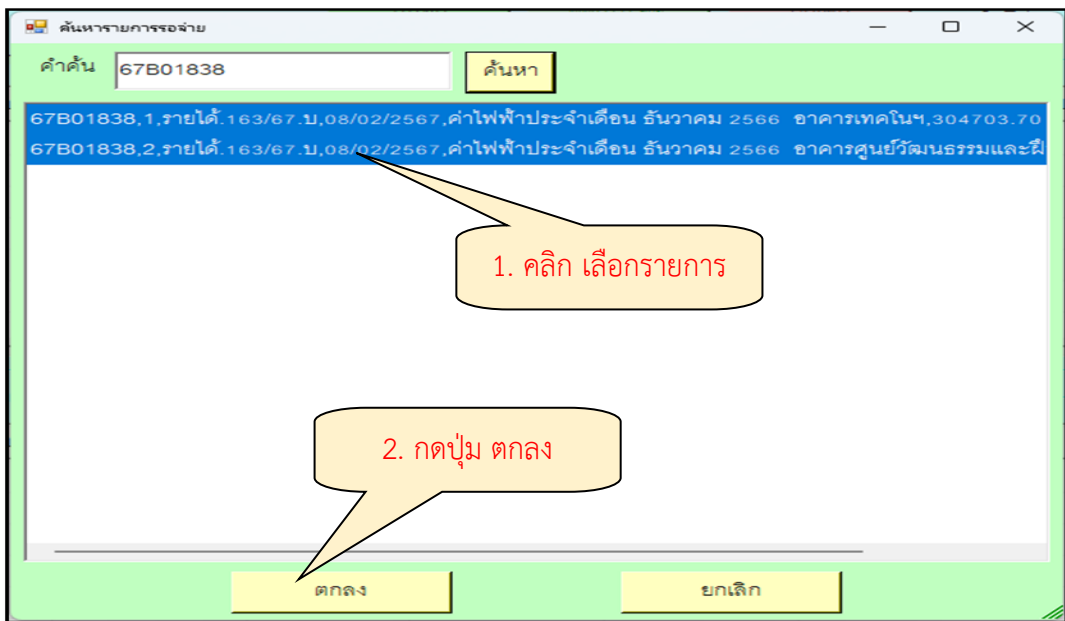 ค้นหารายการรอจ่าย
คำค้น 67B01838 ค้นหา
67B01838,1,รายได้.163/67.บ,08/02/2567,ค่าไฟฟ้าประจำเดือน ธันวาคม 2566 อาคารเทคโนฯ,304703.70
67B01838,2,รายได้.163/67.บ,08/02/2567,ค่าไฟฟ้าประจำเดือน ธันวาคม 2566 อาคารศูนย์วัฒนธรรมและฝึ
1. คลิก เลือกรายการ
2. กดปุ่ม ตกลง
ตกลง ยกเลิก